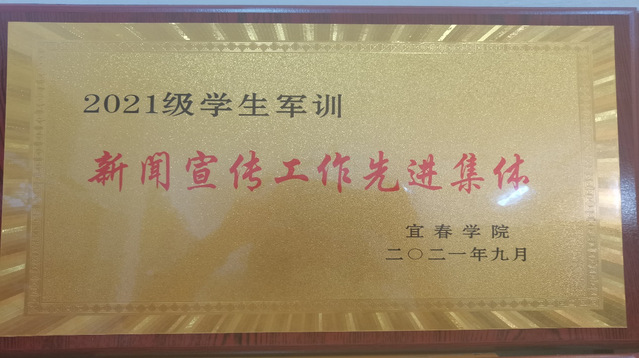 2021级学生军训
新闻宣传工作先进集体
宜春学院
二〇二一年九月